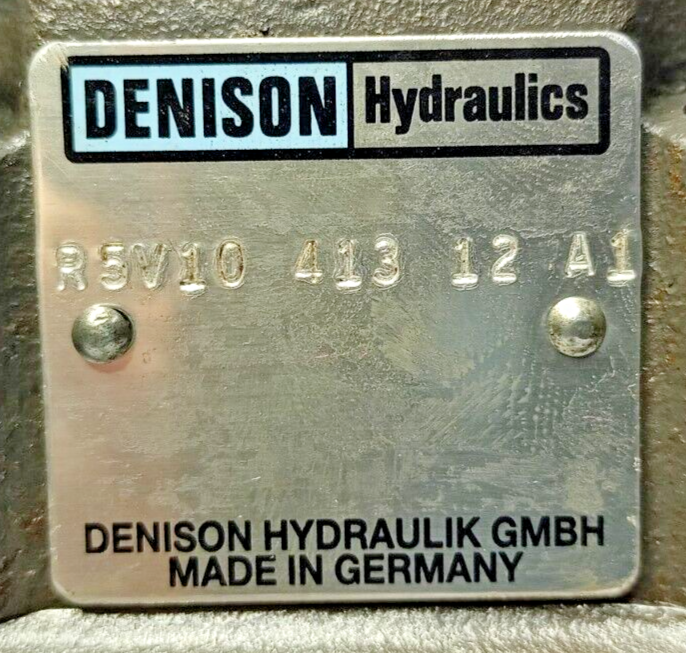 DENISON Hydraulics
R5V10 413 12 A1
DENISON HYDRAULIK GMBH
MADE IN GERMANY